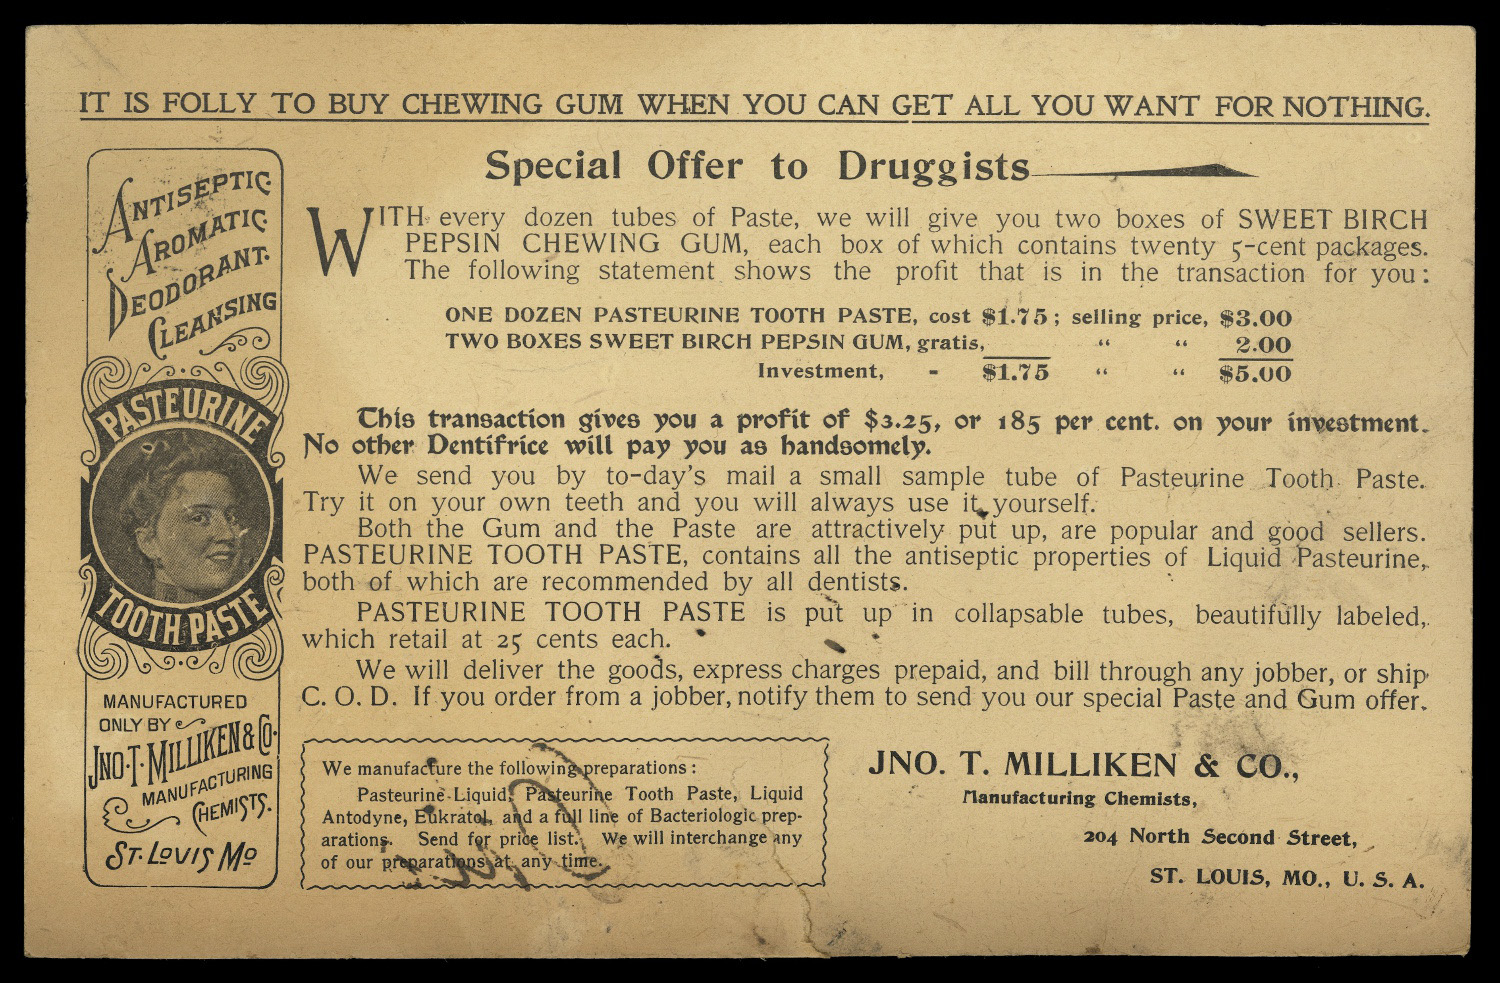 IT IS FOLLY TO BUY CHEWING GUM WHEN YOU CAN GET ALL YOU WANT FOR NOTHING.
ANTISEPTIC.
AROMATIC.
DEODORANT.
CLEANSING
PASTEURINE
TOOTH PASTE
MANUFACTURED
ONLY BY
JNO. T. MILLIKEN & CO.
MANUFACTURING
CHEMISTS.
ST. LOUIS MO
Special Offer to Druggists
WITH every dozen tubes of Paste, we will give you two boxes of SWEET BIRCH
PEPSIN CHEWING GUM, each box of which contains twenty 5-cent packages.
The following statement shows the profit that is in the transaction for you:
ONE DOZEN PASTEURINE TOOTH PASTE, cost $1.75; selling price, $3.00
TWO BOXES SWEET BIRCH PEPSIN GUM, gratis, “ “ 2.00
Investment, - $1.75 “ “ $5.00
This transaction gives you a profit of $3.25, or 185 per cent. on your investment.
No other Dentifrice will pay you as handsomely.
We send you by to-day's mail a small sample tube of Pasteurine Tooth Paste.
Try it on your own teeth and you will always use it yourself.
Both the Gum and the Paste are attractively put up, are popular and good sellers.
PASTEURINE TOOTH PASTE, contains all the antiseptic properties of Liquid Pasteurine,
both of which are recommended by all dentists.
PASTEURINE TOOTH PASTE is put up in collapsable tubes, beautifully labeled,
which retail at 25 cents each.
We will deliver the goods, express charges prepaid, and bill through any jobber, or ship
C. O. D. If you order from a jobber, notify them to send you our special Paste and Gum offer.
We manufacture the following preparations:
Pasteurine Liquid, Pasteurine Tooth Paste, Liquid
Antodyne, Eukratol, and a full line of Bacteriologic prep-
arations. Send for price list. We will interchange any
of our preparations at any time.
JNO. T. MILLIKEN & CO.,
Manufacturing Chemists,
204 North Second Street,
ST. LOUIS, MO., U. S. A.